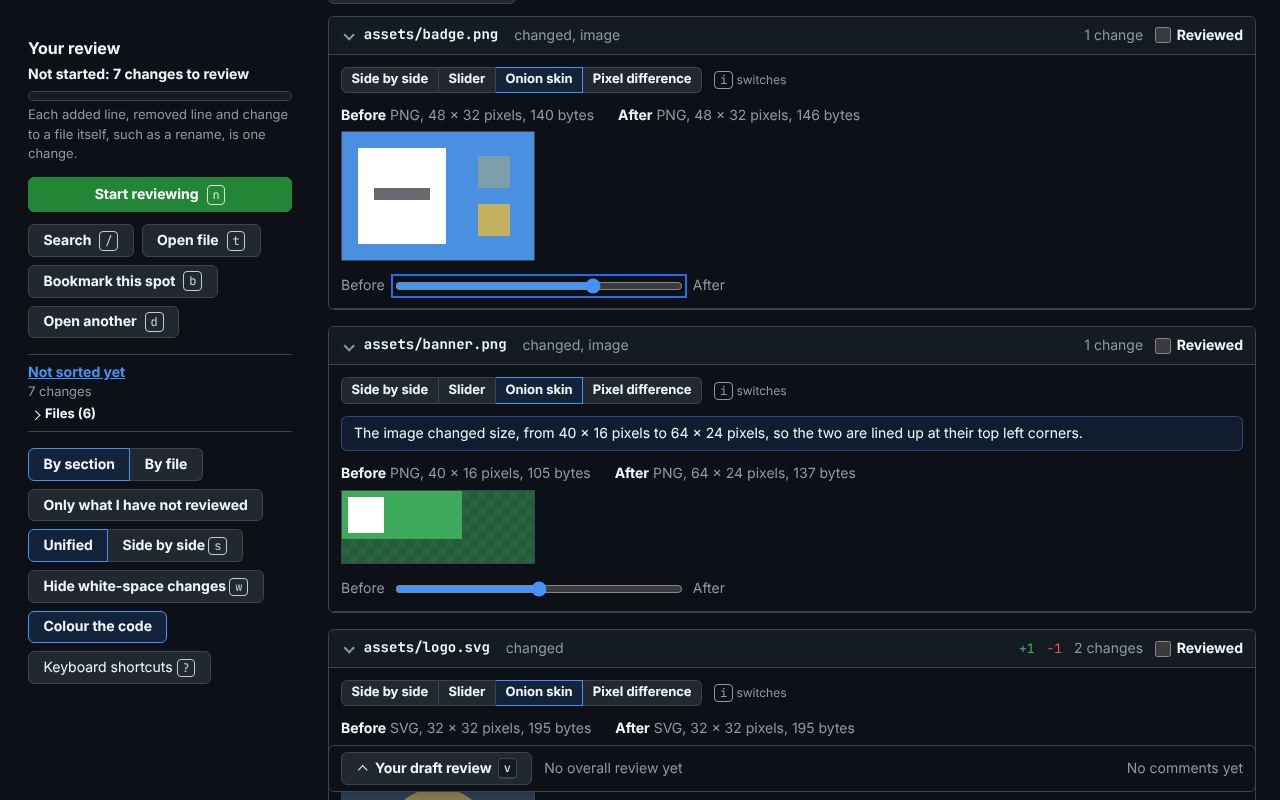 Your review
Not started: 7 changes to review
Each added line, removed line and change
to a file itself, such as a rename, is one
change.
Start reviewing n
Search / Open file t
Bookmark this spot b
Open another d
Not sorted yet
7 changes
Files (6)
By section By file
Only what I have not reviewed
Unified Side by side s
Hide white-space changes w
Colour the code
Keyboard shortcuts ?
assets/badge.png changed, image 1 change Reviewed
Side by side Slider Onion skin Pixel difference i switches
Before PNG, 48 × 32 pixels, 140 bytes After PNG, 48 × 32 pixels, 146 bytes
Before After
assets/banner.png changed, image 1 change Reviewed
Side by side Slider Onion skin Pixel difference i switches
The image changed size, from 40 × 16 pixels to 64 × 24 pixels, so the two are lined up at their top left corners.
Before PNG, 40 × 16 pixels, 105 bytes After PNG, 64 × 24 pixels, 137 bytes
Before After
assets/logo.svg changed +1 -1 2 changes Reviewed
Side by side Slider Onion skin Pixel difference i switches
Before SVG, 32 × 32 pixels, 195 bytes After SVG, 32 × 32 pixels, 195 bytes
Your draft review v No overall review yet No comments yet